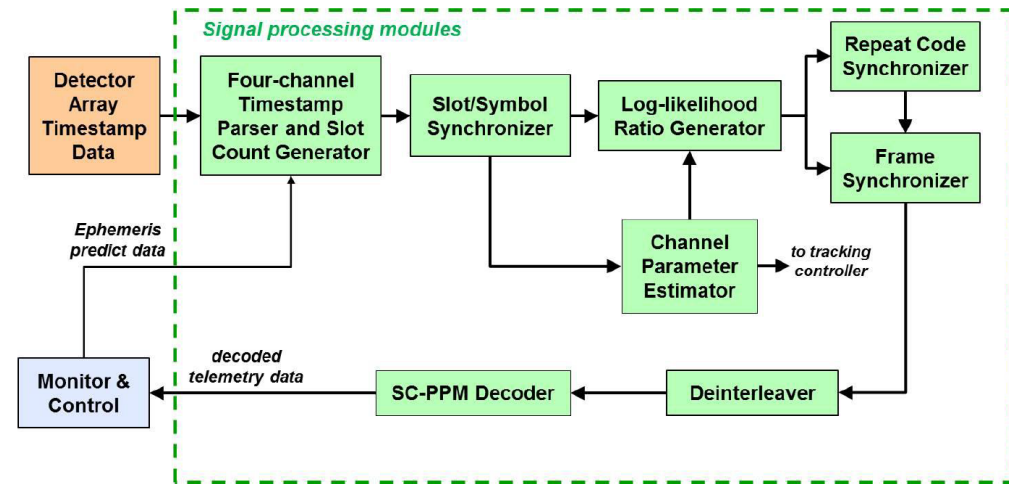 Signal processing modules
Detector
Array
Timestamp
Data
Four-channel
Timestamp
Parser and Slot
Count Generator
Slot/Symbol
Synchronizer
Log-likelihood
Ratio Generator
Repeat Code
Synchronizer
Frame
Synchronizer
Ephemeris
predict data
Channel
Parameter
Estimator
to tracking
controller
Monitor &
Control
decoded
telemetry data
SC-PPM Decoder
Deinterleaver